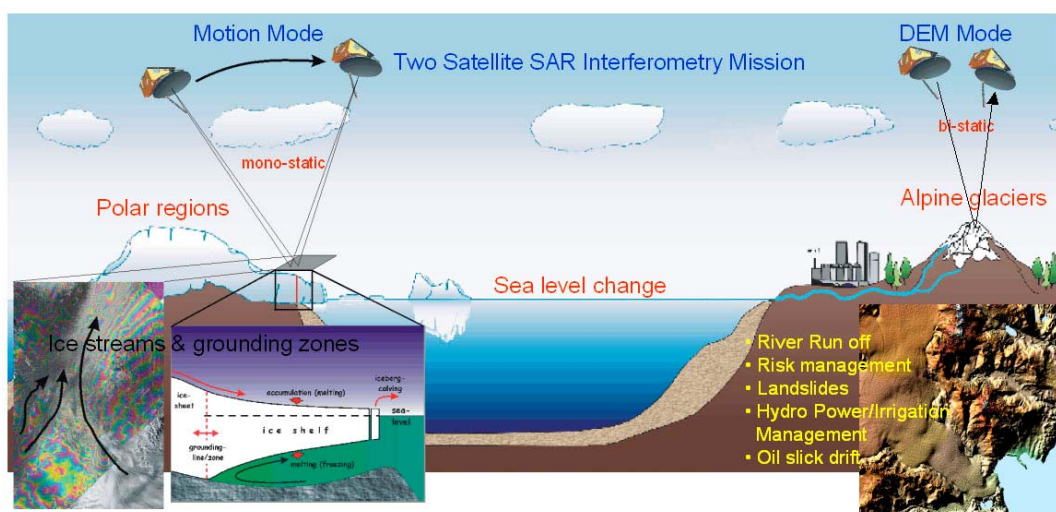 Motion Mode
DEM Mode
Two Satellite SAR Interferometry Mission
mono-static
bi-static
Polar regions
Alpine glaciers
Sea level change
Ice streams & grounding zones
ice-
sheet
accumulation (melting)
iceberg-
calving
sea-
level
ice shelf
grounding-
line/zone
melting (freezing)
• River Run off
• Risk management
• Landslides
• Hydro Power/Irrigation
Management
• Oil slick drift